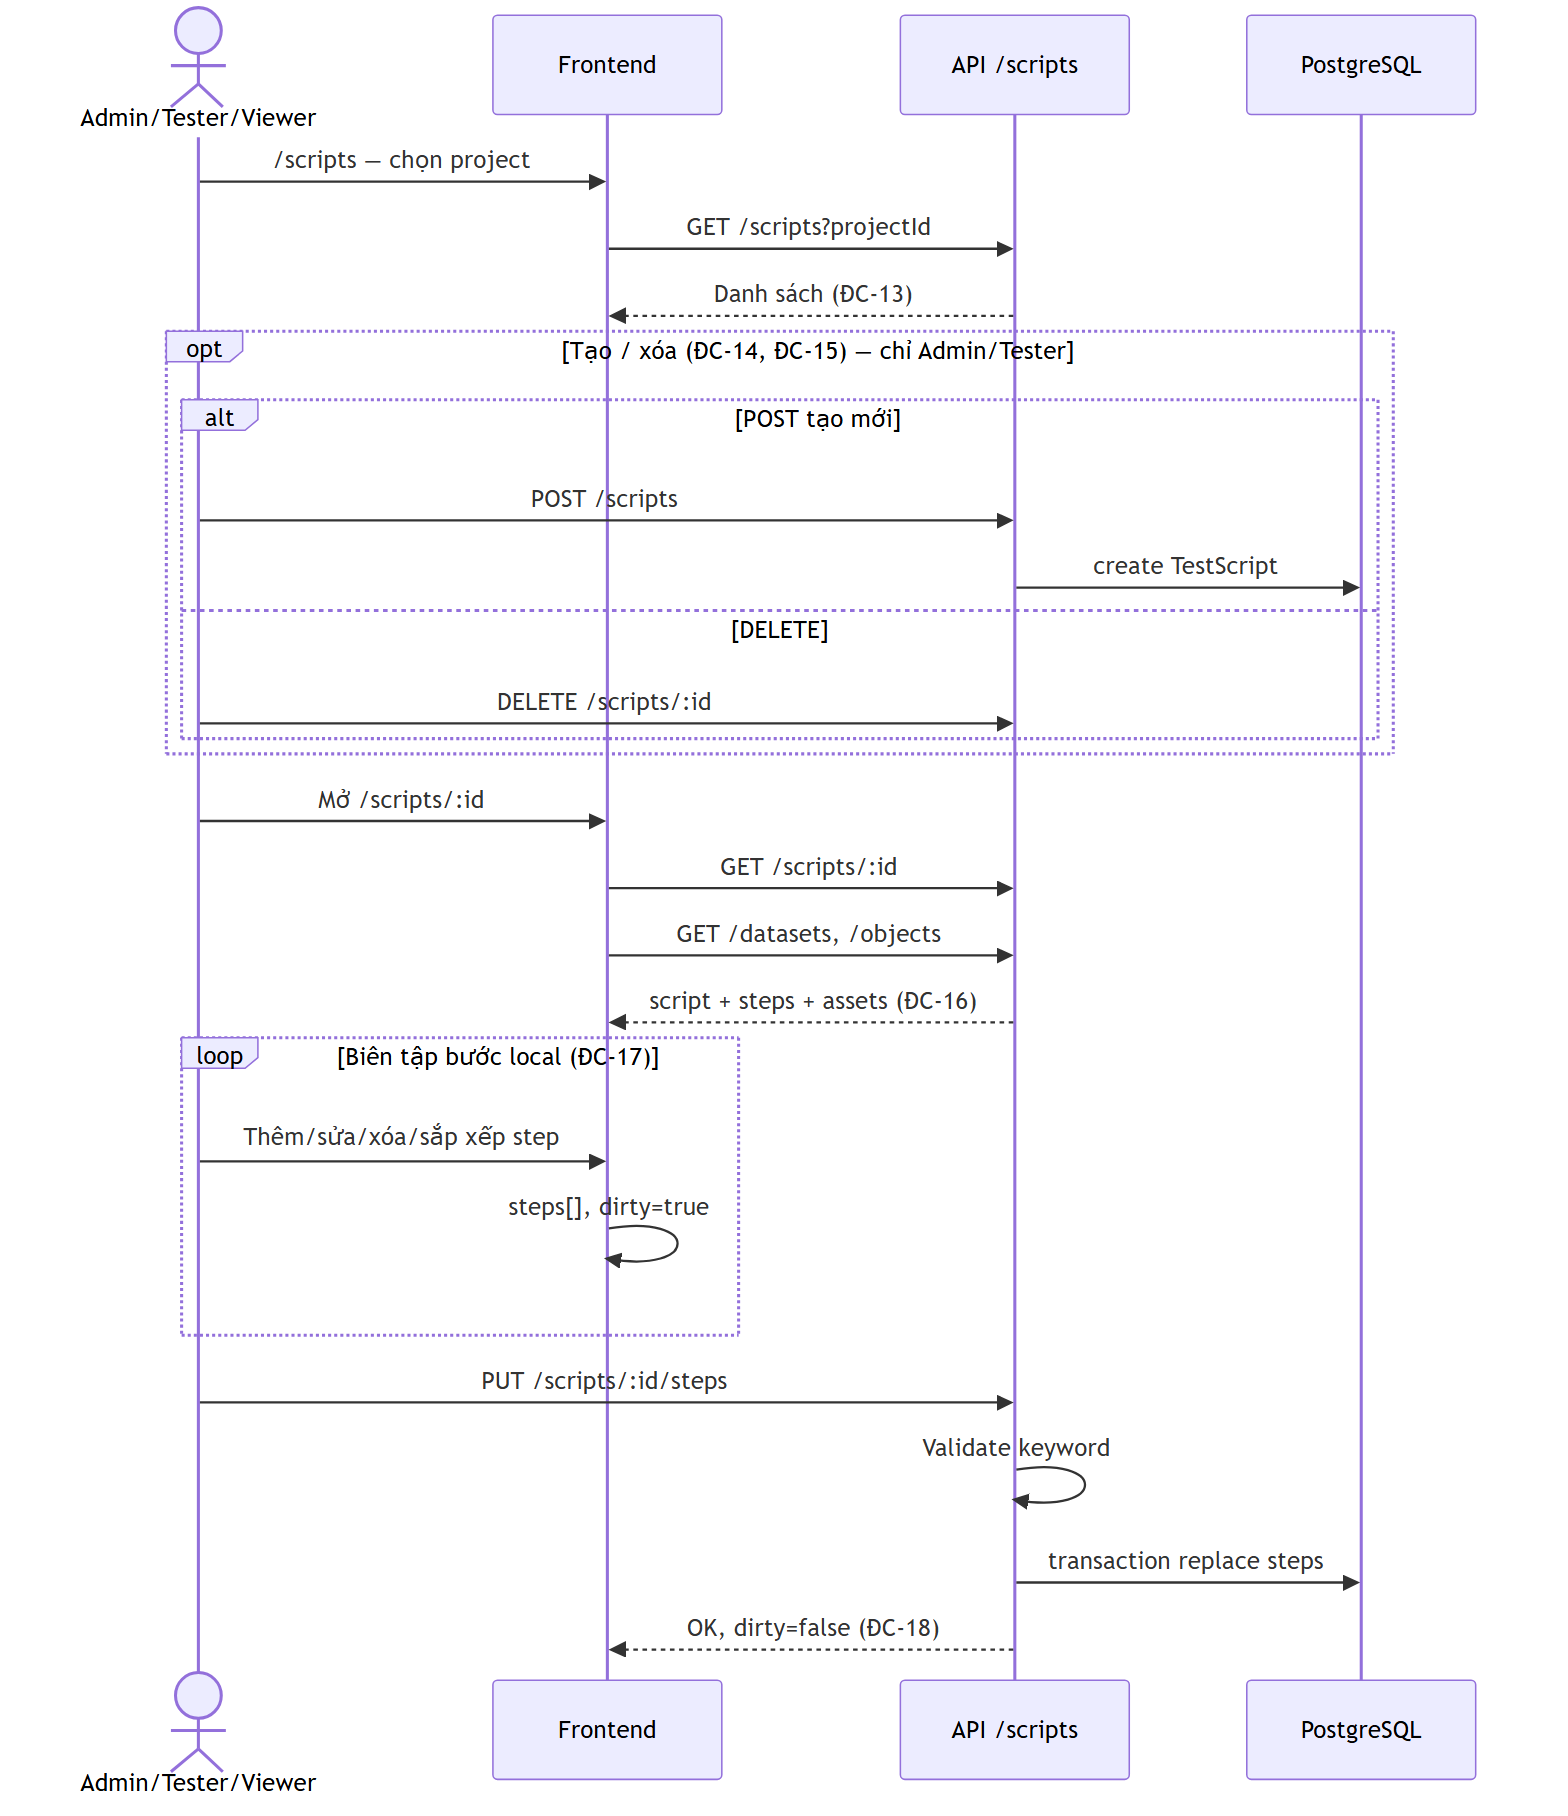 Frontend
API /scripts
PostgreSQL
Admin/Tester/Viewer
/scripts — chọn project
GET /scripts?projectId
Danh sách (ĐC-13)
opt
[Tạo / xóa (ĐC-14, ĐC-15) — chỉ Admin/Tester]
alt
[POST tạo mới]
POST /scripts
create TestScript
[DELETE]
DELETE /scripts/:id
Mở /scripts/:id
GET /scripts/:id
GET /datasets, /objects
script + steps + assets (ĐC-16)
loop
[Biên tập bước local (ĐC-17)]
Thêm/sửa/xóa/sắp xếp step
steps[], dirty=true
PUT /scripts/:id/steps
Validate keyword
transaction replace steps
OK, dirty=false (ĐC-18)
Frontend
API /scripts
PostgreSQL
Admin/Tester/Viewer